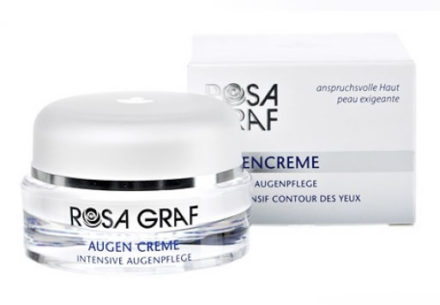 ROSA
GRAF
anspruchsvolle Haut
peau exigeante
ENCREME
AUGENPFLEGE
NSIF CONTOUR DES YEUX
ROSA GRAF
AUGEN CREME
INTENSIVE AUGENPFLEGE